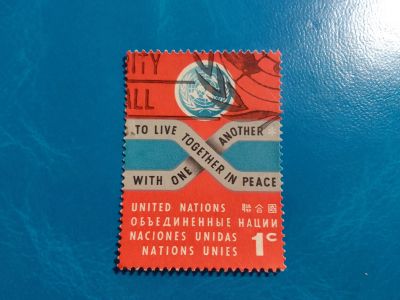 ITY
ALL
TO LIVE TOGETHER IN PEACE
WITH ONE ANOTHER
UNITED NATIONS 聯合國
ОБЪЕДИНЕННЫЕ НАЦИИ
NACIONES UNIDAS
NATIONS UNIES
1c